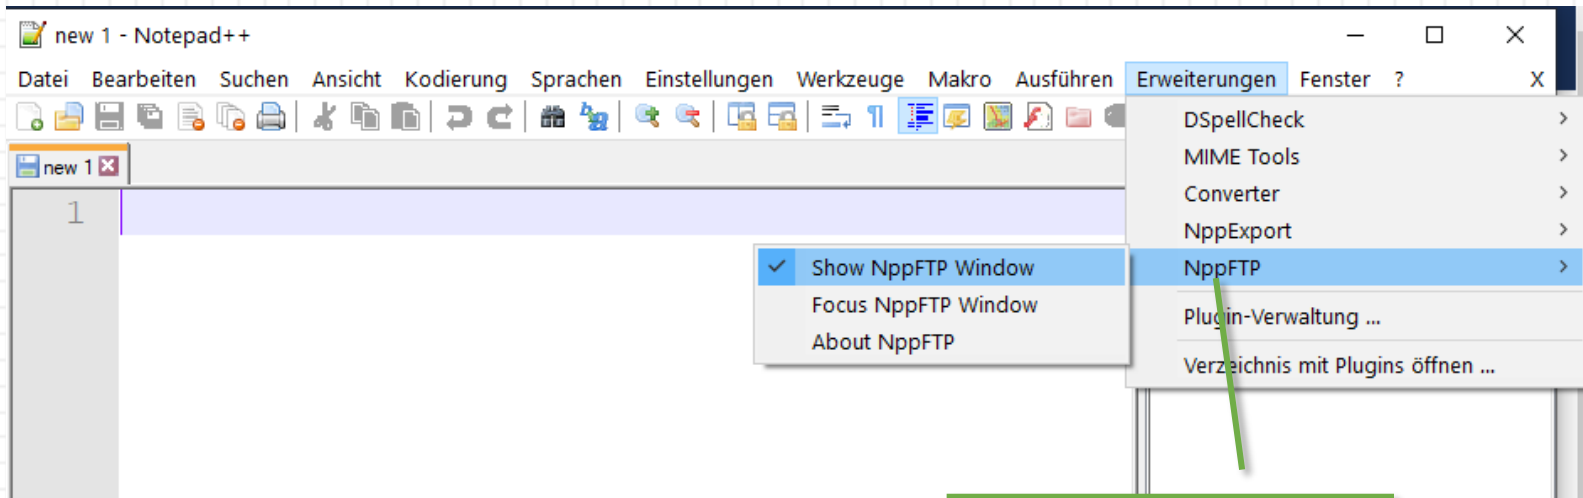 new 1 - Notepad++
Datei Bearbeiten Suchen Ansicht Kodierung Sprachen Einstellungen Werkzeuge Makro Ausführen Erweiterungen Fenster ? X
new 1
1
DSpellCheck
MIME Tools
Converter
NppExport
NppFTP
Plugin-Verwaltung ...
Verzeichnis mit Plugins öffnen ...
Show NppFTP Window
Focus NppFTP Window
About NppFTP